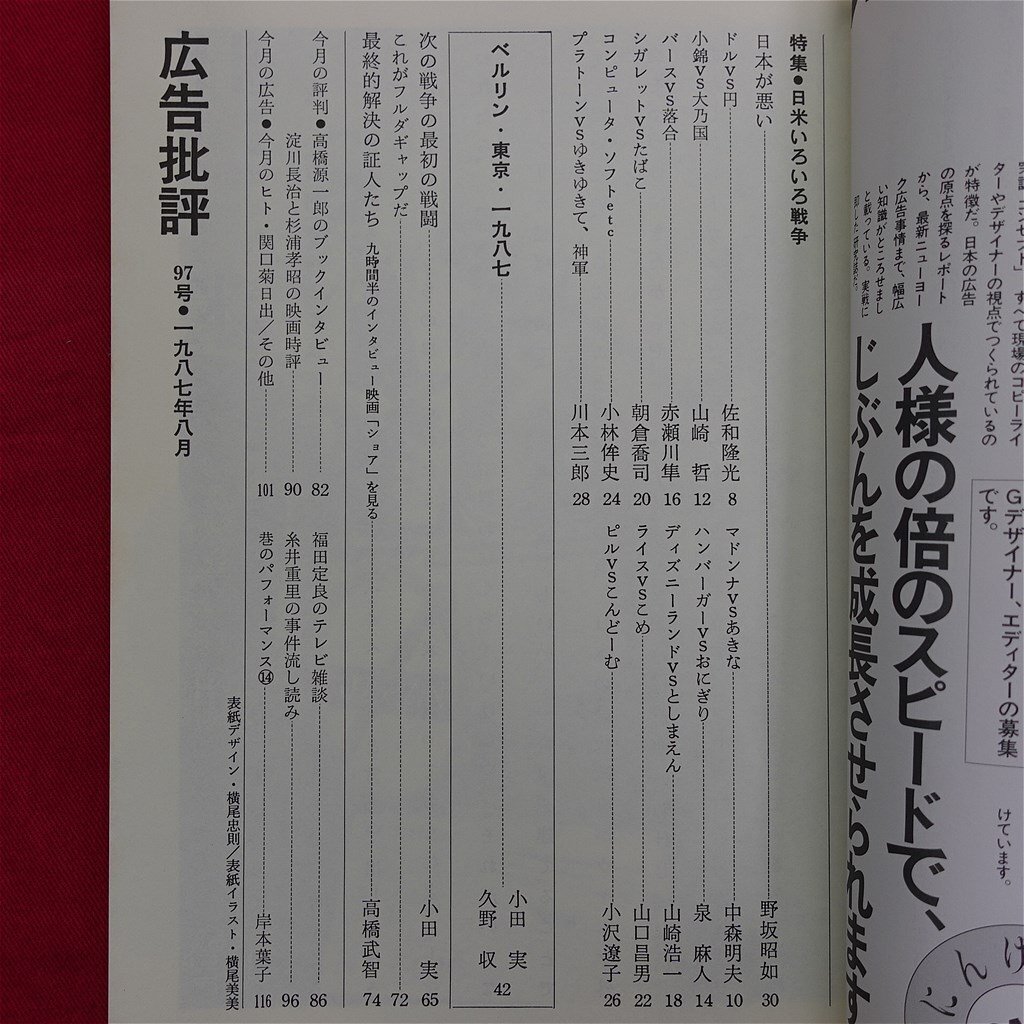 特集●日米いろいろ戦争
日本が悪い 野坂昭如 30
ドルVS円 佐和隆光 8
マドンナVSあきな 中森明夫 10
小錦VS大乃国 山崎 哲 12
ハンバーガーVSおにぎり 泉 麻人 14
バースVS落合 赤瀬川隼 16
ディズニーランドVSとしまえん 山崎浩一 18
シガレットVSたばこ 朝倉喬司 20
ライスVSこめ 山口昌男 22
コンピュータ・ソフトetc 小林侔史 24
ピルVSこんどーむ 小沢遼子 26
プラトーンVSゆきゆきて、神軍 川本三郎 28
ベルリン・東京・一九八七 小田 実 久野 収 42
次の戦争の最初の戦闘 小田 実 65
これがフルダギャップだ 72
最終的解決の証人たち 九時間半のインタビュー映画「ショア」を見る 高橋武智 74
今月の評判●高橋源一郎のブックインタビュー 82
福田定良のテレビ雑談 86
淀川長治と杉浦孝昭の映画時評 90
糸井重里の事件流し読み 96
今月の広告●今月のヒト・関口菊日出/その他 101
巷のパフォーマンス⑭ 岸本葉子 116
表紙デザイン・横尾忠則/表紙イラスト・横尾美美
広告批評 97号●一九八七年八月
すべて現場のコピーライ
ターやデザイナーの視点でつくられているの
が特徴だ。日本の広告
の原点を探るレポート
から、最新ニューヨー
ク広告事情まで、幅広
い知識がところせまし
と載っている。実戦に
人様の倍のスピードで、
じぶんを成長させられます
Gデザイナー、エディターの募集
です。
けています。